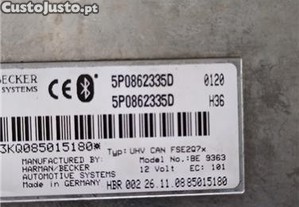 CustoJusto.pt
BECKER
SYSTEMS
CE
5P0862335D 0120
5P0862335D H36
3KQ085015180*
Typ: UHV CAN FSE2Q7x
MANUFACTURED BY: Model No.: BE 9363
HARMAN/BECKER 12 Volt EC: 101
AUTOMOTIVE SYSTEMS
Made in GERMANY HBR 002 26.11.08 85015180